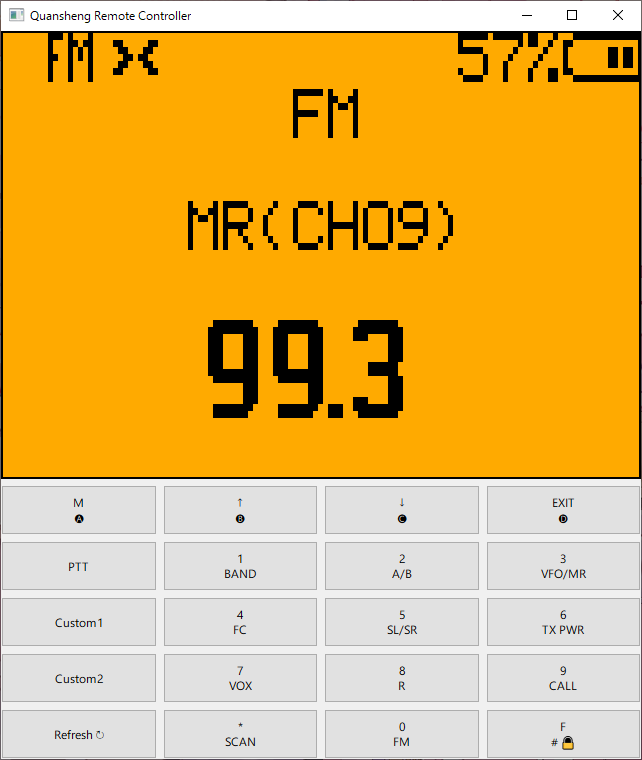 Quansheng Remote Controller
FM 57%
FM
MR(CH09)
99.3
M ↑ ↓ EXIT
A B C D
PTT 1 2 3
BAND A/B VFO/MR
Custom1 4 5 6
FC SL/SR TX PWR
Custom2 7 8 9
VOX R CALL
Refresh ↻ * 0 F
SCAN FM # 🔒